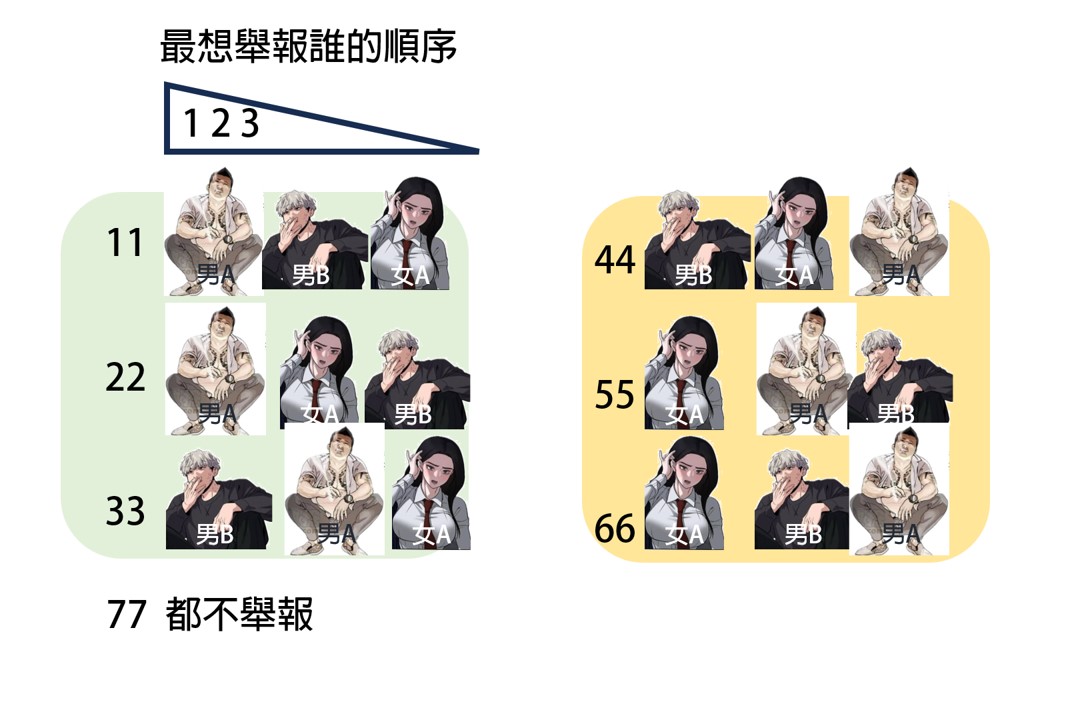 最想舉報誰的順序
1 2 3
11 男A 男B 女A
44 男B 女A 男A
22 男A 女A 男B
55 女A 男A 男B
33 男B 男A 女A
66 女A 男B 男A
77 都不舉報